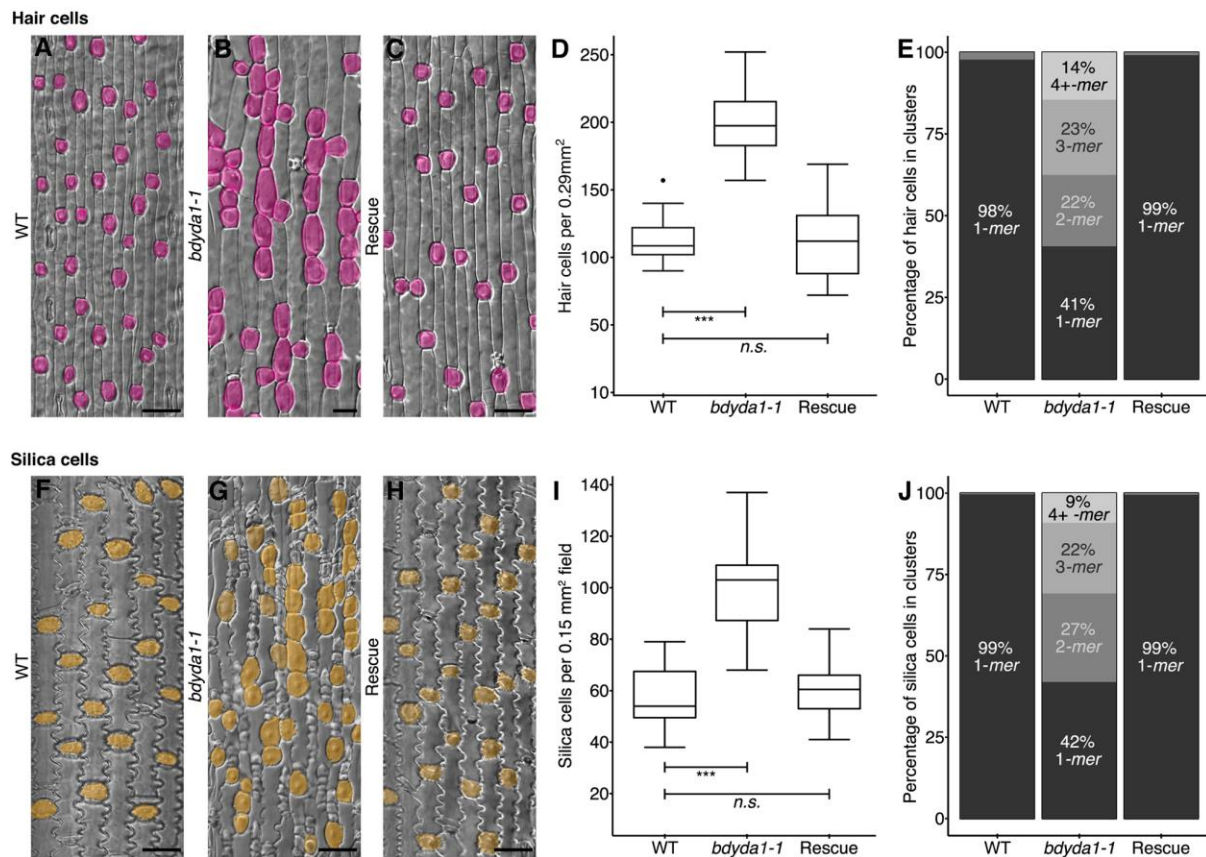 Hair cells
A
WT
B
bdyda1-1
C
Rescue
D
Hair cells per 0.29mm²
250
200
150
100
50
10
***
n.s.
WT
bdyda1-1
Rescue
E
Percentage of hair cells in clusters
100
75
50
25
0
98%
1-mer
14%
4+-mer
23%
3-mer
22%
2-mer
41%
1-mer
99%
1-mer
WT
bdyda1-1
Rescue
Silica cells
F
WT
G
bdyda1-1
H
Rescue
I
Silica cells per 0.15 mm² field
140
120
100
80
60
40
20
***
n.s.
WT
bdyda1-1
Rescue
J
Percentage of silica cells in clusters
100
75
50
25
0
99%
1-mer
9%
4+ -mer
22%
3-mer
27%
2-mer
42%
1-mer
99%
1-mer
WT
bdyda1-1
Rescue